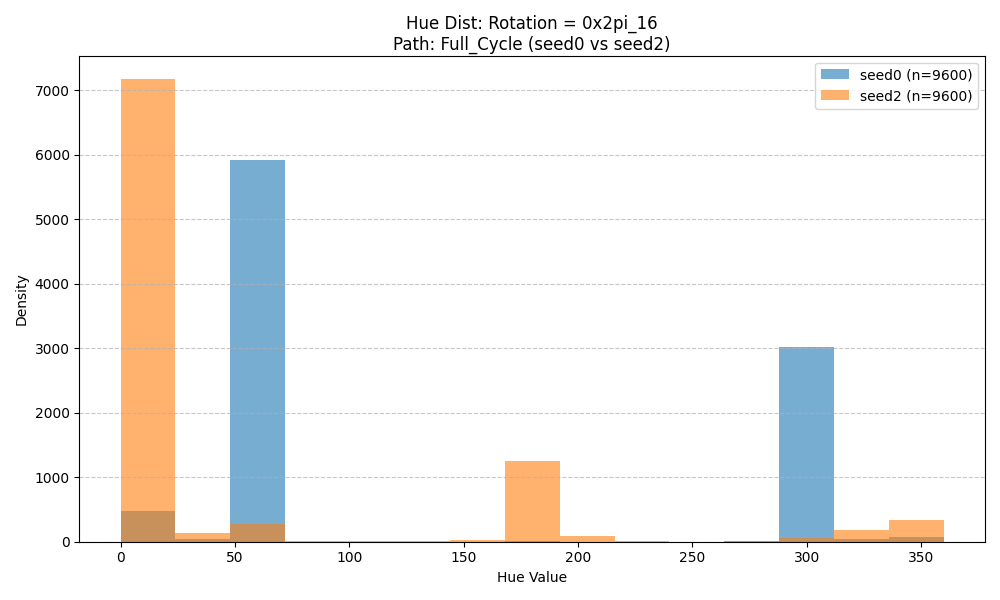 Hue Dist: Rotation = 0x2pi_16
Path: Full_Cycle (seed0 vs seed2)
seed0 (n=9600)
seed2 (n=9600)
Density
7000
6000
5000
4000
3000
2000
1000
0
0 50 100 150 200 250 300 350
Hue Value